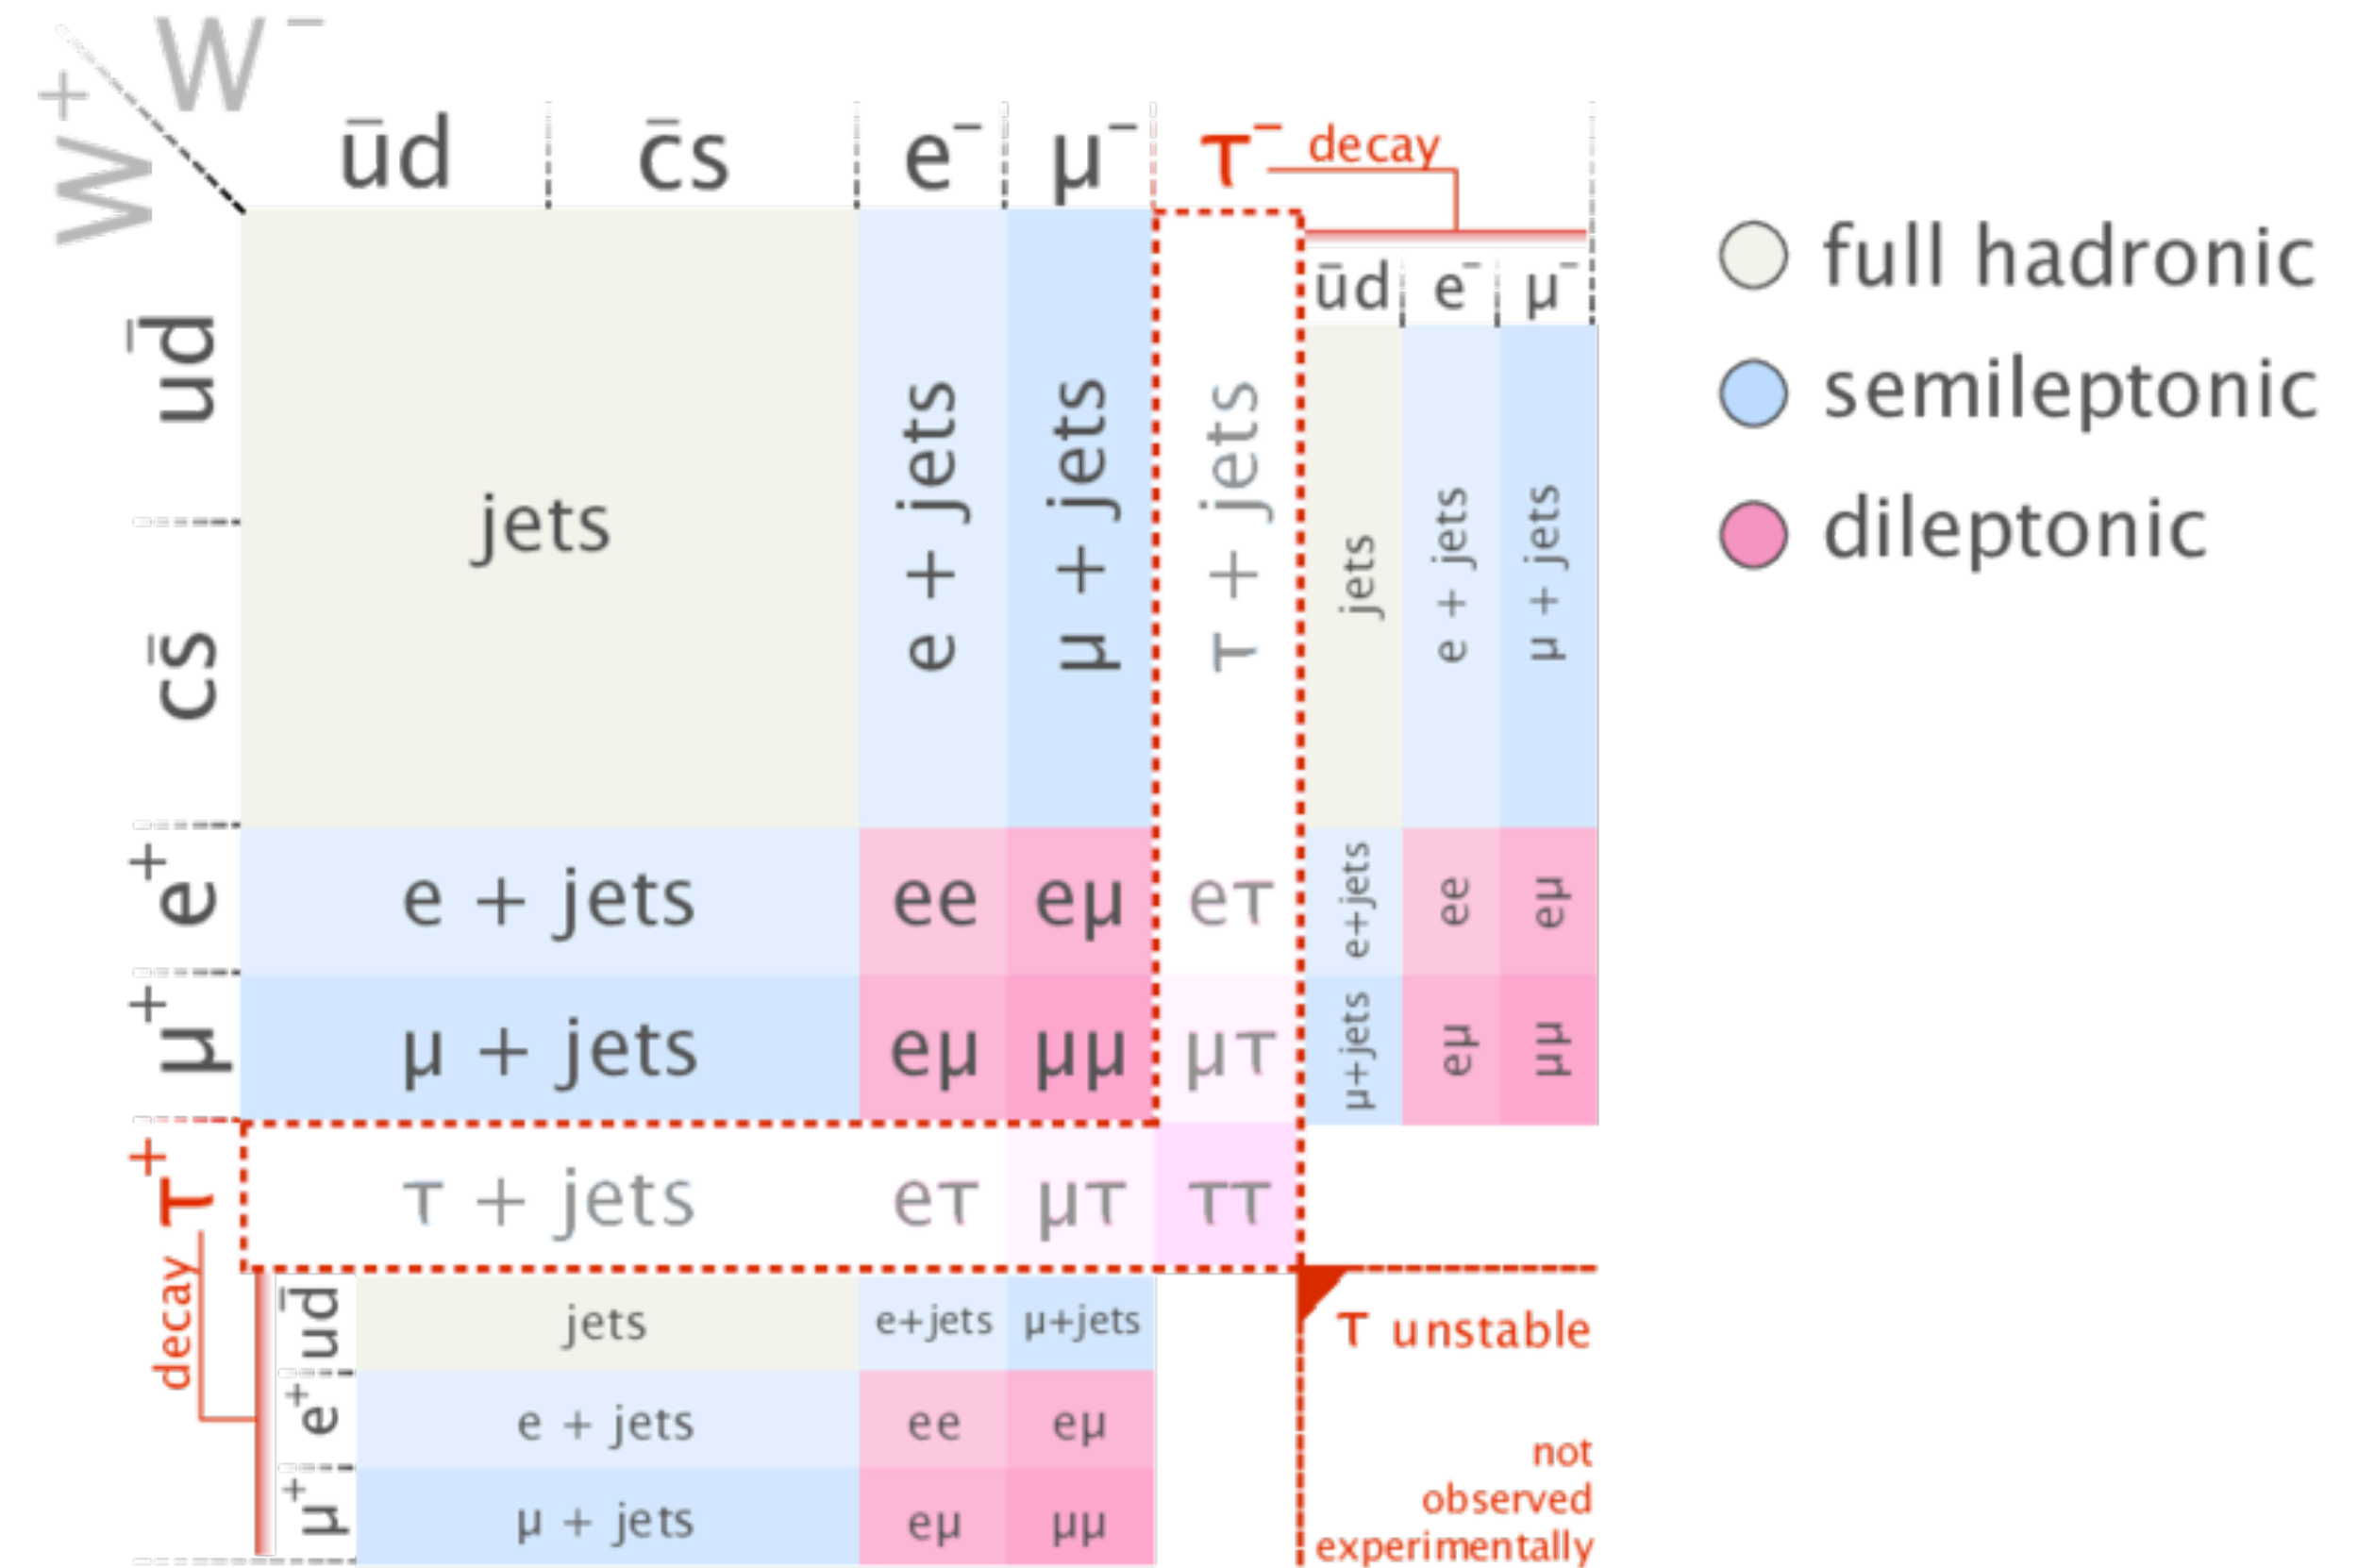 W⁺ W⁻
ūd c̄s e⁻ μ⁻ τ⁻ decay
ūd e⁻ μ⁻
full hadronic
semileptonic
dileptonic
ud̄
cs̄
e⁺
μ⁺
τ⁺
decay
jets
e + jets
μ + jets
τ + jets
jets
e + jets
μ + jets
e + jets ee eμ eτ e+jets ee eμ
μ + jets eμ μμ μτ μ+jets eμ μμ
τ + jets eτ μτ ττ
ud̄ jets e+jets μ+jets
e⁺ e + jets ee eμ
μ⁺ μ + jets eμ μμ
τ unstable
not
observed
experimentally